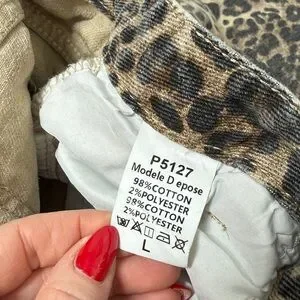 P5127
Modele D epose
98%COTTON
2%POLYESTER
98%COTTON
2%POLYESTER
L